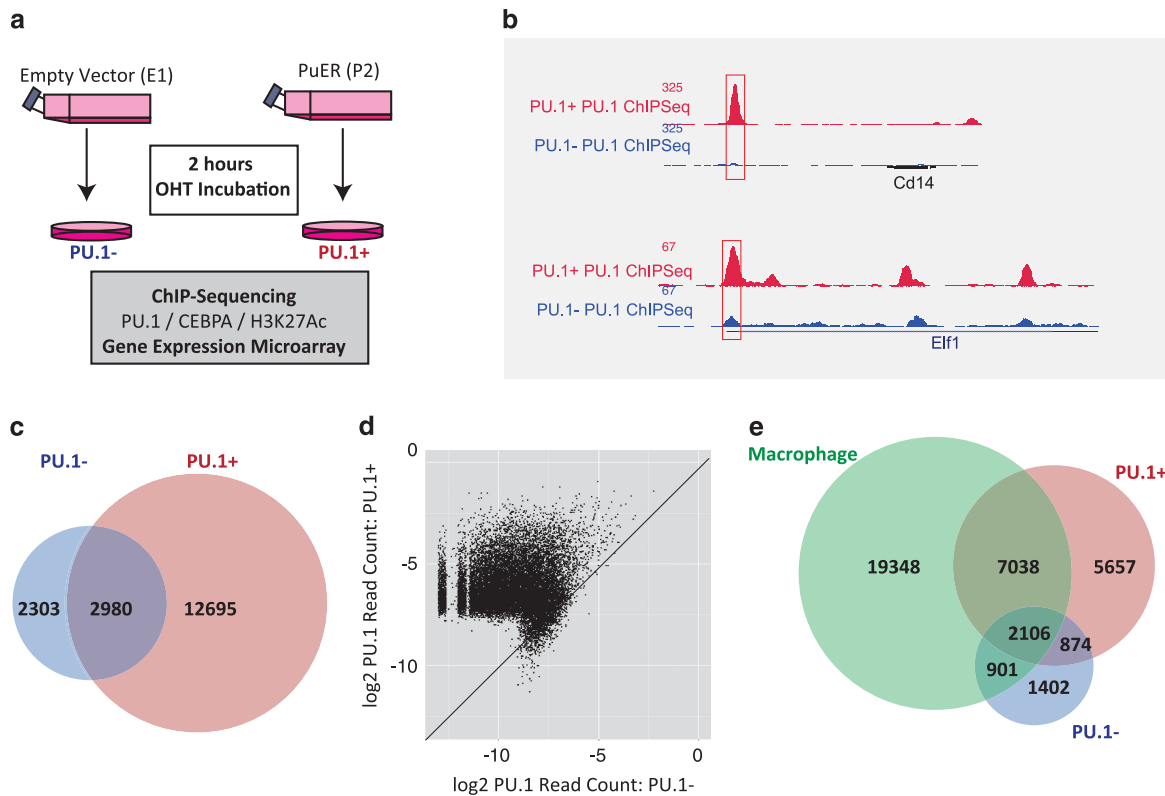 a
Empty Vector (E1)
PuER (P2)
2 hours
OHT Incubation
PU.1-
PU.1+
ChIP-Sequencing
PU.1 / CEBPA / H3K27Ac
Gene Expression Microarray
b
325
PU.1+ PU.1 ChIPSeq
325
PU.1- PU.1 ChIPSeq
Cd14
67
PU.1+ PU.1 ChIPSeq
67
PU.1- PU.1 ChIPSeq
Elf1
c
PU.1-
PU.1+
2303
2980
12695
d
log2 PU.1 Read Count: PU.1+
0
-5
-10
-10
-5
0
log2 PU.1 Read Count: PU.1-
e
Macrophage
PU.1+
19348
7038
5657
2106
874
901
1402
PU.1-